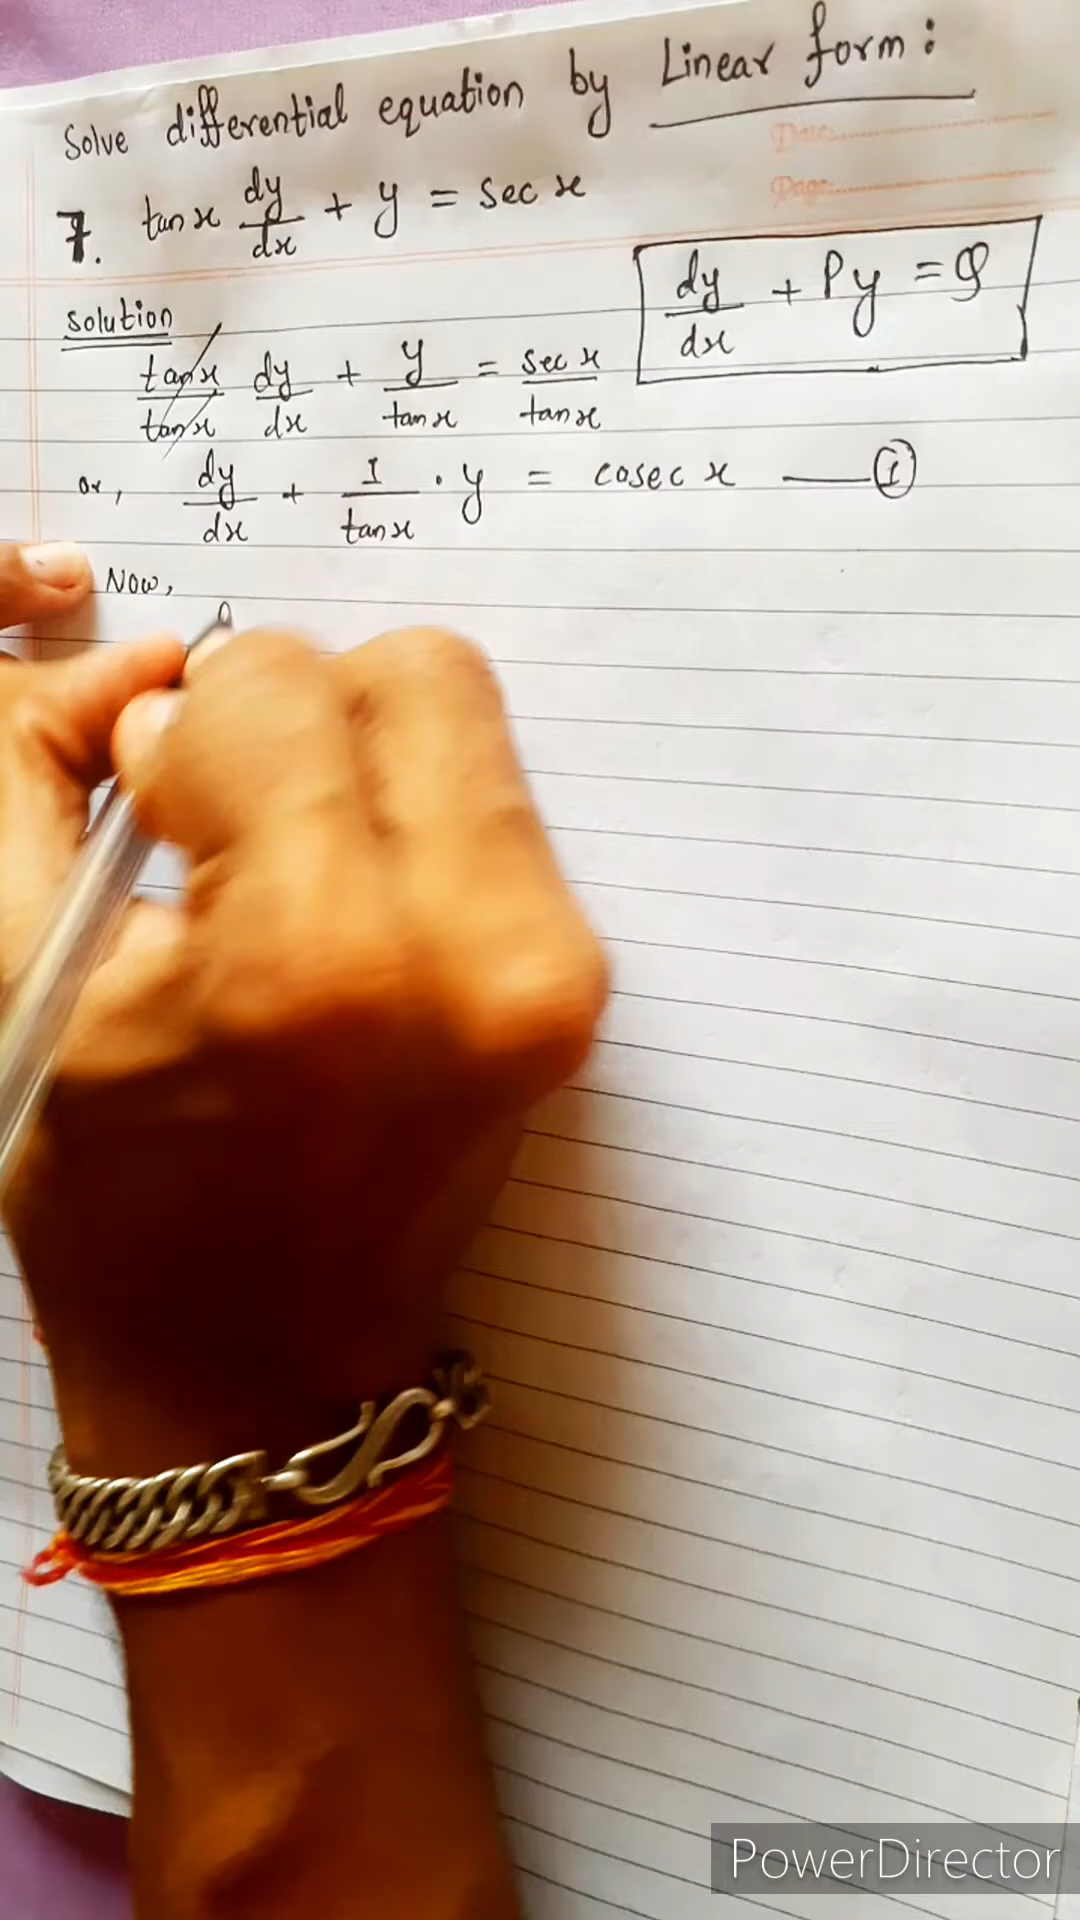 Solve differential equation by Linear form:
Date:
Page:
7. tan x dy/dx + y = sec x
dy/dx + Py = Q
Solution
tan x/tan x dy/dx + y/tan x = sec x/tan x
or, dy/dx + 1/tan x . y = cosec x —— ①
Now,
PowerDirector